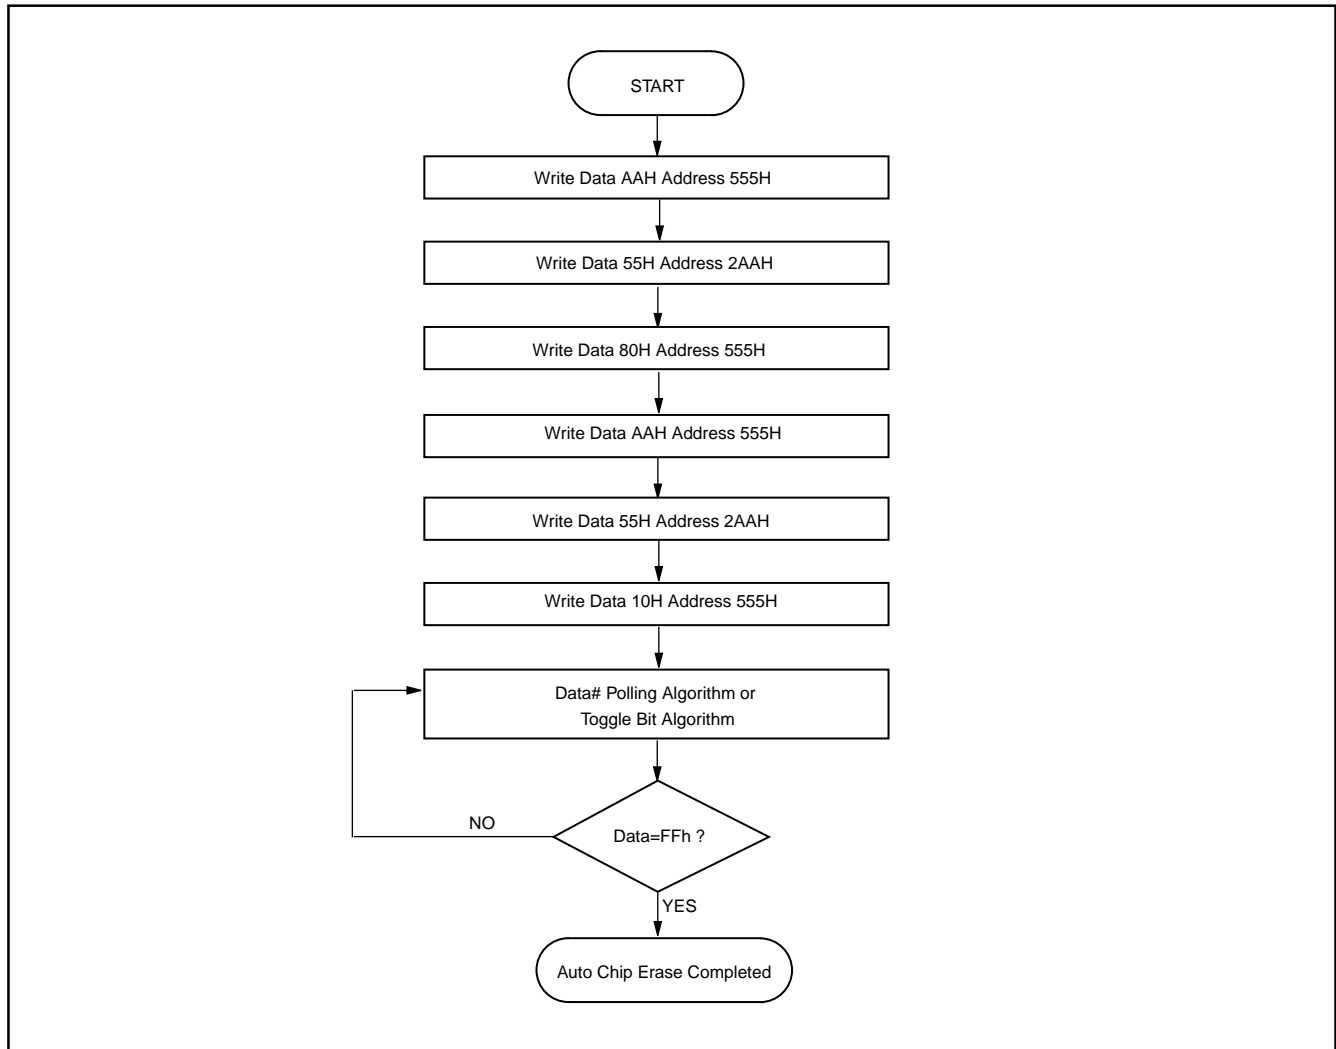 START
Write Data AAH Address 555H
Write Data 55H Address 2AAH
Write Data 80H Address 555H
Write Data AAH Address 555H
Write Data 55H Address 2AAH
Write Data 10H Address 555H
Data# Polling Algorithm or
Toggle Bit Algorithm
NO
Data=FFh ?
YES
Auto Chip Erase Completed